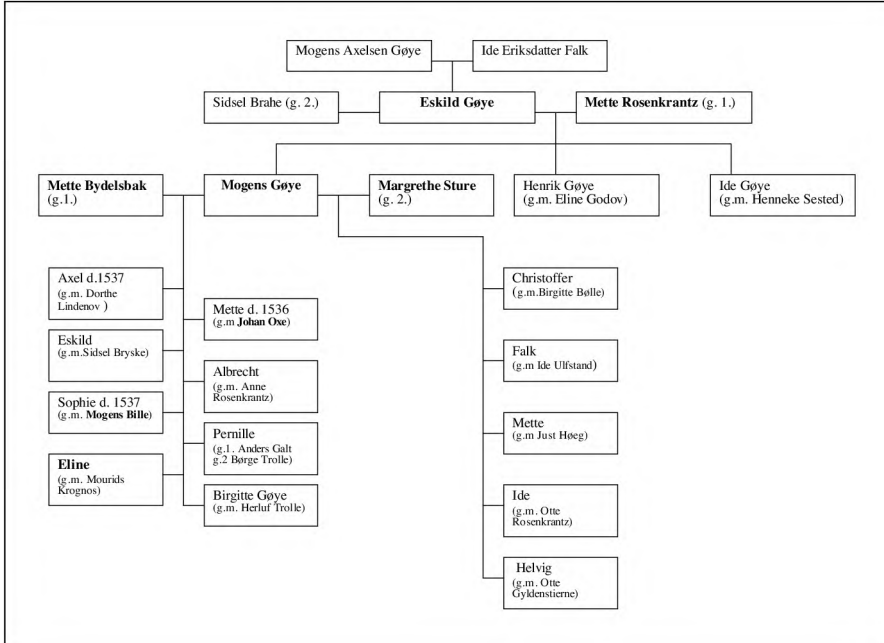 Mogens Axelsen Gøye
Ide Eriksdatter Falk
Sidsel Brahe (g. 2.)
Eskild Gøye
Mette Rosenkrantz (g. 1.)
Mette Bydelsbak
(g.1.)
Mogens Gøye
Margrethe Sture
(g. 2.)
Henrik Gøye
(g.m. Eline Godov)
Ide Gøye
(g.m. Henneke Sested)
Axel d.1537
(g.m. Dorthe
Lindenov )
Eskild
(g.m.Sidsel Bryske)
Sophie d. 1537
(g.m. Mogens Bille)
Eline
(g.m. Mourids
Krognos)
Mette d. 1536
(g.m Johan Oxe)
Albrecht
(g.m. Anne
Rosenkrantz)
Pernille
(g.1. Anders Galt
g.2 Børge Trolle)
Birgitte Gøye
(g.m. Herluf Trolle)
Christoffer
(g.m.Birgitte Bølle)
Falk
(g.m Ide Ulfstand)
Mette
(g.m Just Høeg)
Ide
(g.m. Otte
Rosenkrantz)
Helvig
(g.m. Otte
Gyldenstierne)